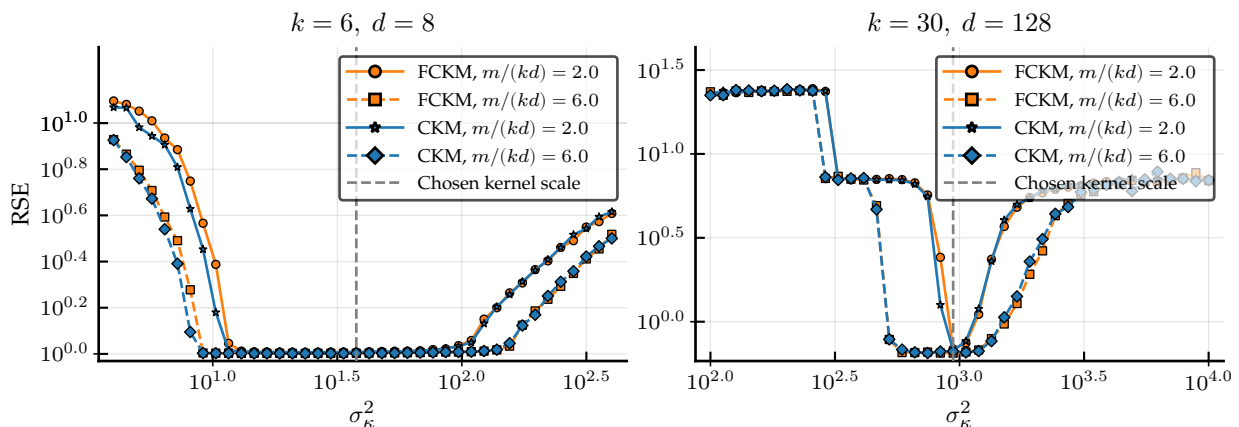 k = 6, d = 8
RSE
10^1.0
10^0.8
10^0.6
10^0.4
10^0.2
10^0.0
FCKM, m/(kd) = 2.0
FCKM, m/(kd) = 6.0
CKM, m/(kd) = 2.0
CKM, m/(kd) = 6.0
Chosen kernel scale
10^1.0 10^1.5 10^2.0 10^2.5
σ_κ^2
k = 30, d = 128
10^1.5
10^1.0
10^0.5
10^0.0
FCKM, m/(kd) = 2.0
FCKM, m/(kd) = 6.0
CKM, m/(kd) = 2.0
CKM, m/(kd) = 6.0
Chosen kernel scale
10^2.0 10^2.5 10^3.0 10^3.5 10^4.0
σ_κ^2